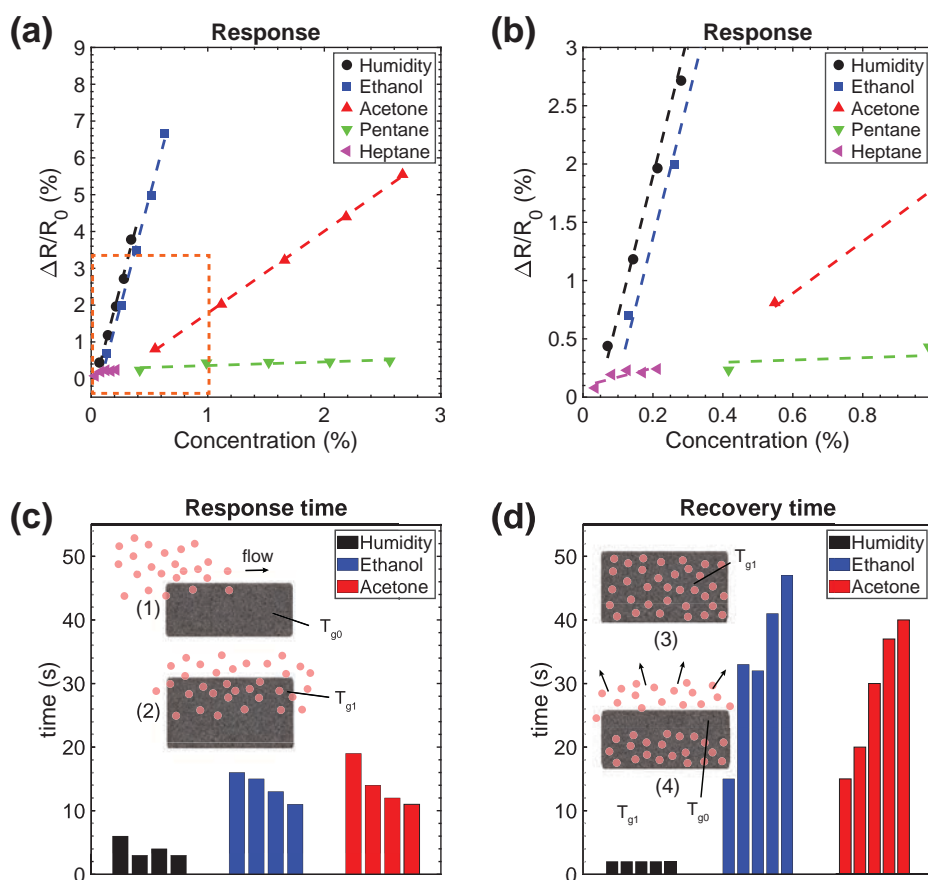 (a)
Response
Humidity
Ethanol
Acetone
Pentane
Heptane
9
8
7
6
5
4
3
2
1
0
ΔR/R0 (%)
0 1 2 3
Concentration (%)
(b)
Response
Humidity
Ethanol
Acetone
Pentane
Heptane
3
2.5
2
1.5
1
0.5
0
ΔR/R0 (%)
0 0.2 0.4 0.6 0.8
Concentration (%)
(c)
Response time
Humidity
Ethanol
Acetone
50
40
30
20
10
0
time (s)
flow
(1)
Tg0
(2)
Tg1
(d)
Recovery time
Humidity
Ethanol
Acetone
50
40
30
20
10
0
time (s)
Tg1
(3)
(4)
Tg1
Tg0